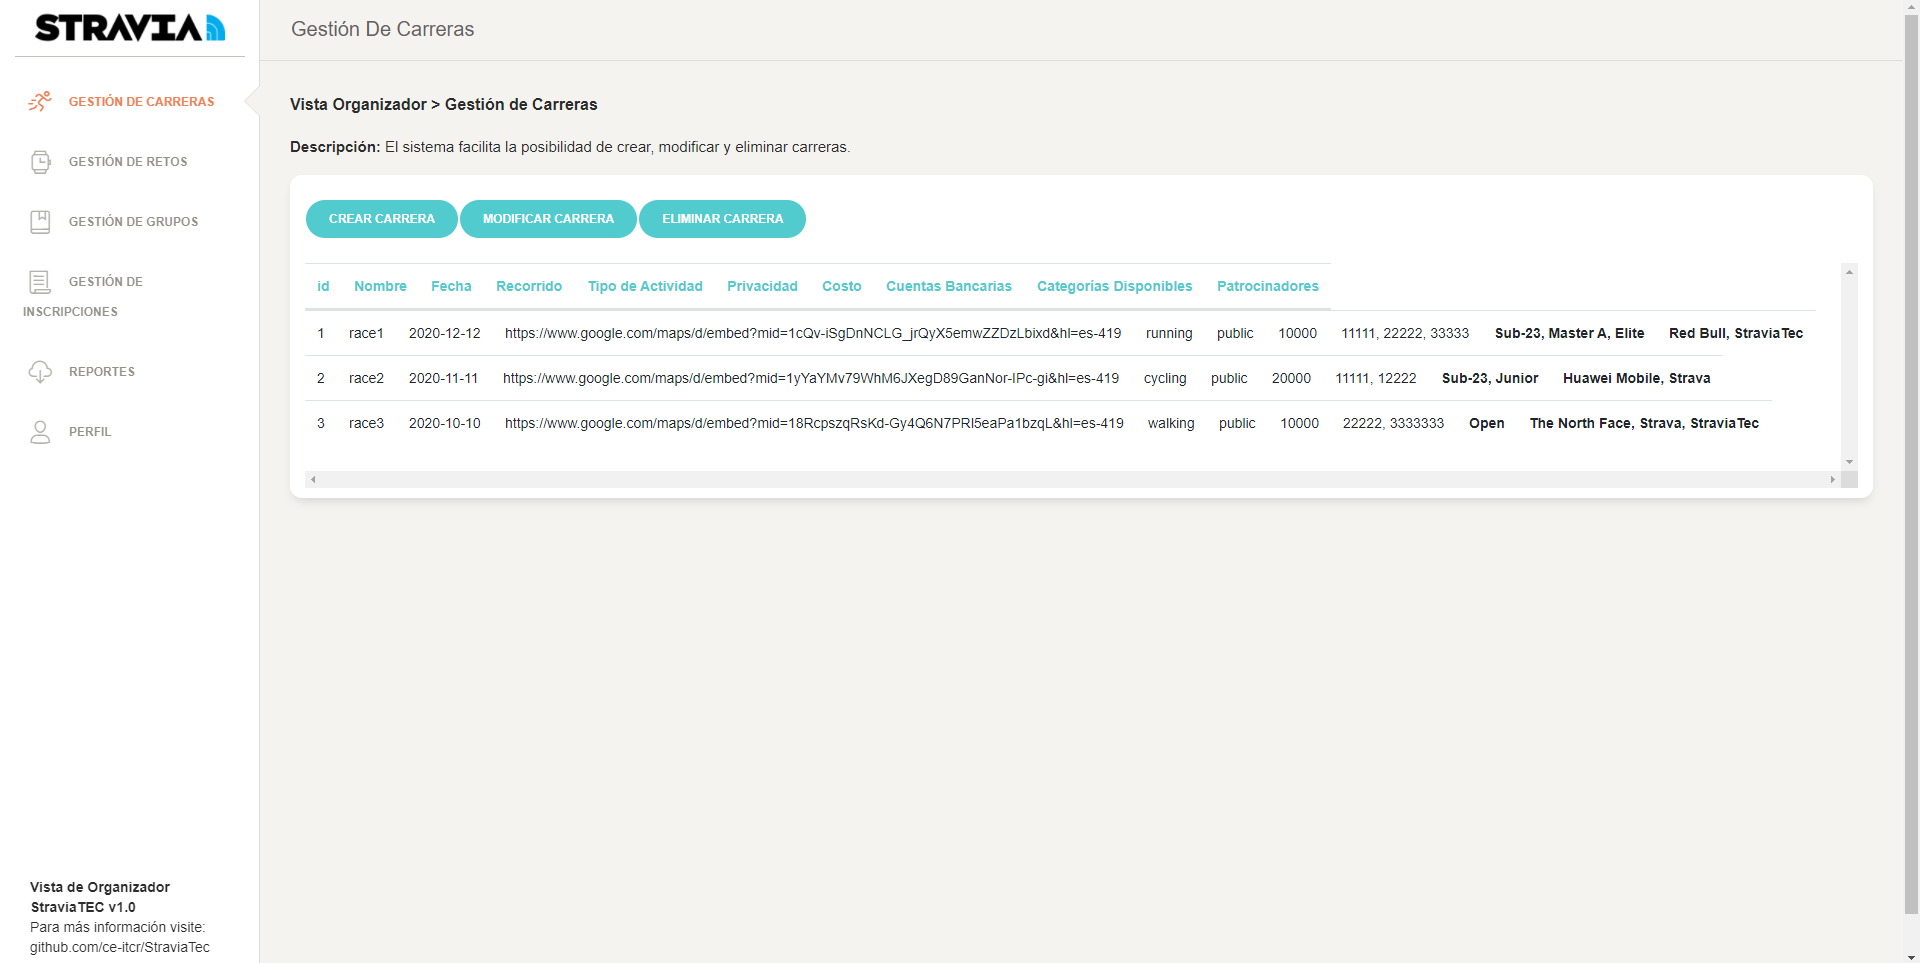 STRAVIA
GESTIÓN DE CARRERAS
GESTIÓN DE RETOS
GESTIÓN DE GRUPOS
GESTIÓN DE
INSCRIPCIONES
REPORTES
PERFIL
Vista de Organizador
StraviaTEC v1.0
Para más información visite:
github.com/ce-itcr/StraviaTec
Gestión De Carreras
Vista Organizador > Gestión de Carreras
Descripción: El sistema facilita la posibilidad de crear, modificar y eliminar carreras.
CREAR CARRERA MODIFICAR CARRERA ELIMINAR CARRERA
id Nombre Fecha Recorrido Tipo de Actividad Privacidad Costo Cuentas Bancarias Categorías Disponibles Patrocinadores
1 race1 2020-12-12 https://www.google.com/maps/d/embed?mid=1cQv-iSgDnNCLG_jrQyX5emwZZDzLbixd&hl=es-419 running public 10000 11111, 22222, 33333 Sub-23, Master A, Elite Red Bull, StraviaTec
2 race2 2020-11-11 https://www.google.com/maps/d/embed?mid=1yYaYMv79WhM6JXegD89GanNor-IPc-gi&hl=es-419 cycling public 20000 11111, 12222 Sub-23, Junior Huawei Mobile, Strava
3 race3 2020-10-10 https://www.google.com/maps/d/embed?mid=18RcpszqRsKd-Gy4Q6N7PRI5eaPa1bzqL&hl=es-419 walking public 10000 22222, 3333333 Open The North Face, Strava, StraviaTec